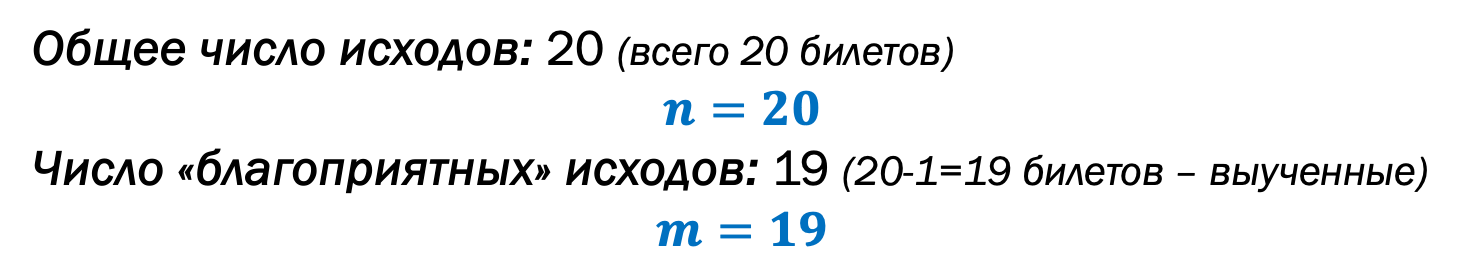 Общее число исходов: 20 (всего 20 билетов)
n = 20
Число «благоприятных» исходов: 19 (20-1=19 билетов – выученные)
m = 19